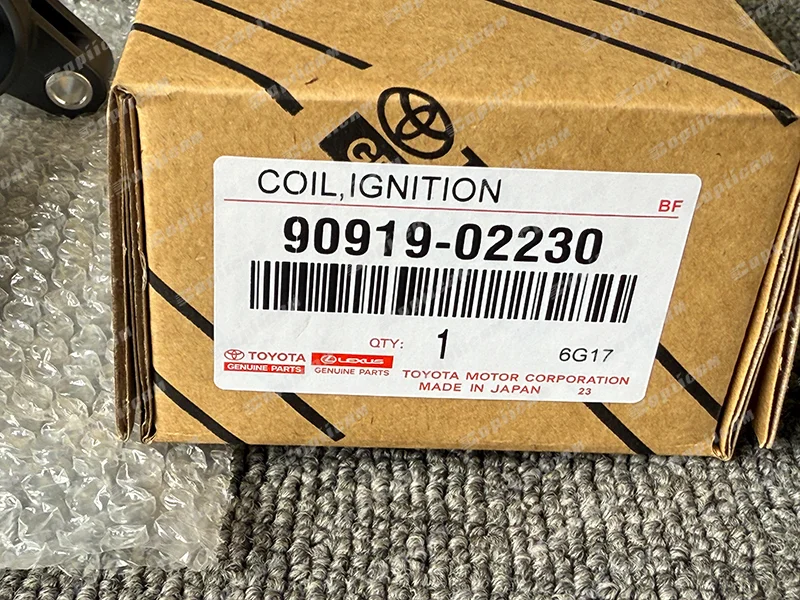 COIL,IGNITION
BF
90919-02230
QTY: 1
6G17
TOYOTA
GENUINE PARTS
LEXUS
GENUINE PARTS
TOYOTA MOTOR CORPORATION
MADE IN JAPAN 23